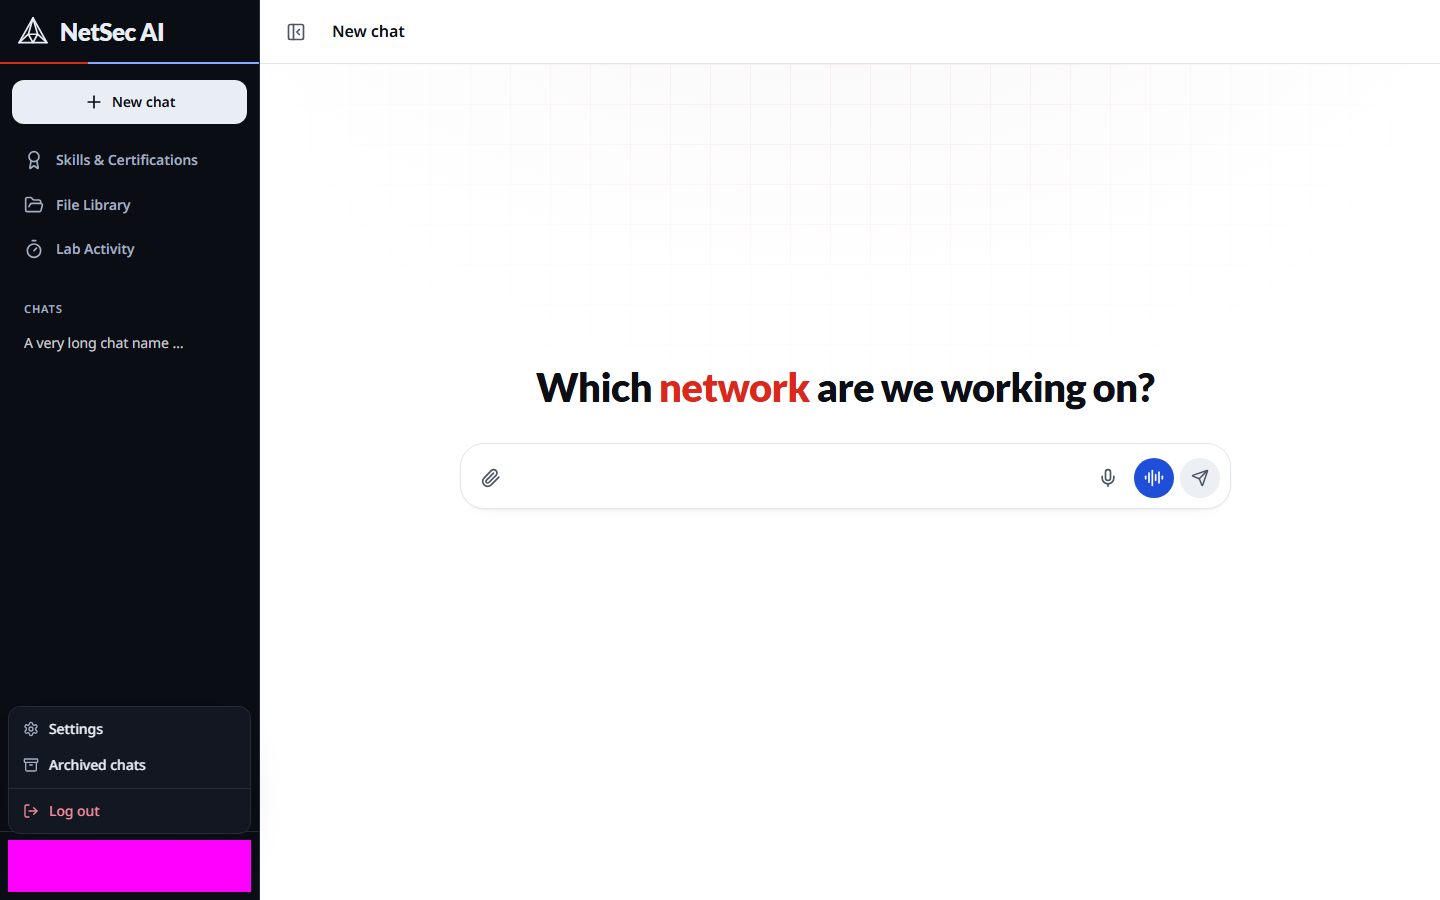 NetSec AI
New chat
Skills & Certifications
File Library
Lab Activity
CHATS
A very long chat name ...
Settings
Archived chats
Log out
New chat
Which network are we working on?